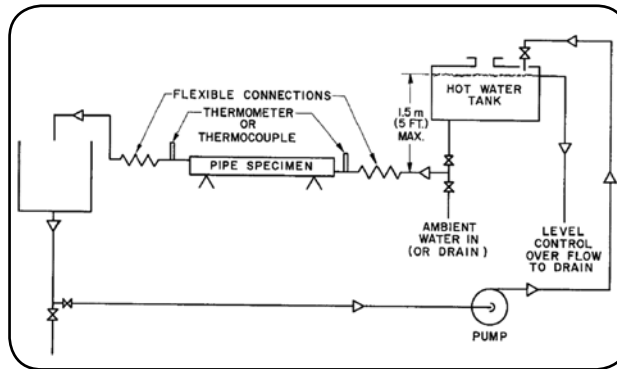 FLEXIBLE CONNECTIONS
THERMOMETER
OR
THERMOCOUPLE
PIPE SPECIMEN
HOT WATER
TANK
1.5 m
(5 FT.)
MAX.
AMBIENT
WATER IN
(OR DRAIN)
LEVEL
CONTROL
OVER FLOW
TO DRAIN
PUMP